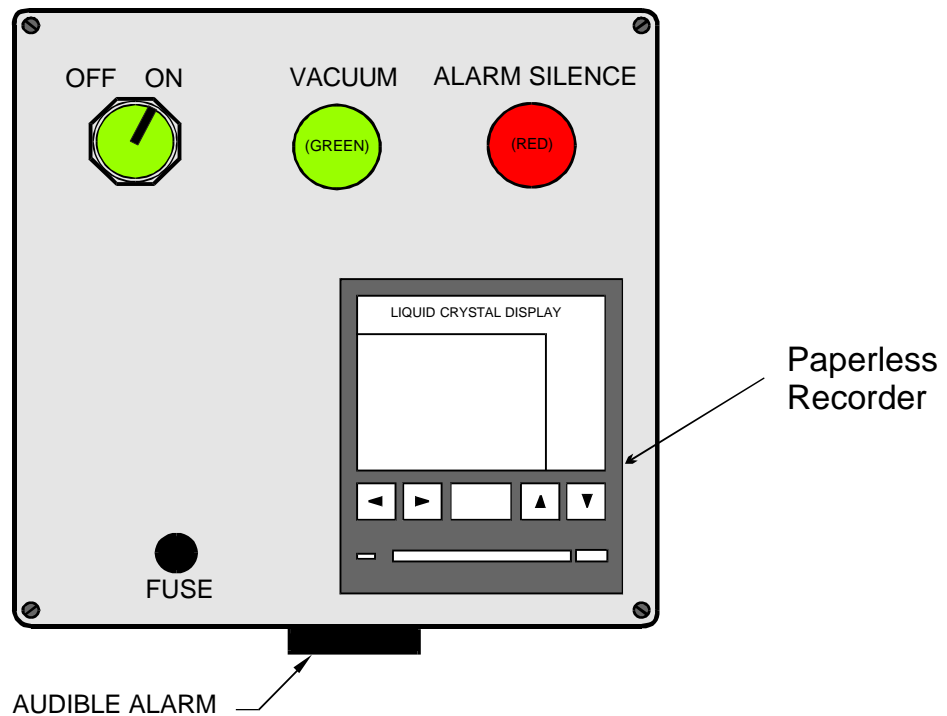 OFF ON
VACUUM
ALARM SILENCE
(GREEN)
(RED)
LIQUID CRYSTAL DISPLAY
Paperless
Recorder
FUSE
AUDIBLE ALARM